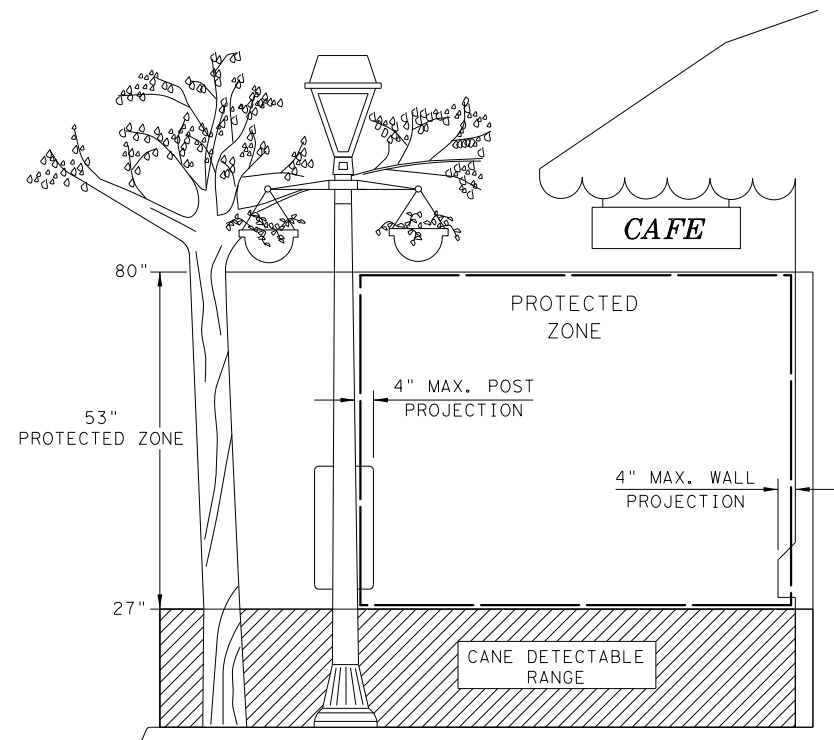 CAFE
80"
PROTECTED
ZONE
4" MAX. POST
PROJECTION
53"
PROTECTED ZONE
4" MAX. WALL
PROJECTION
27"
CANE DETECTABLE
RANGE